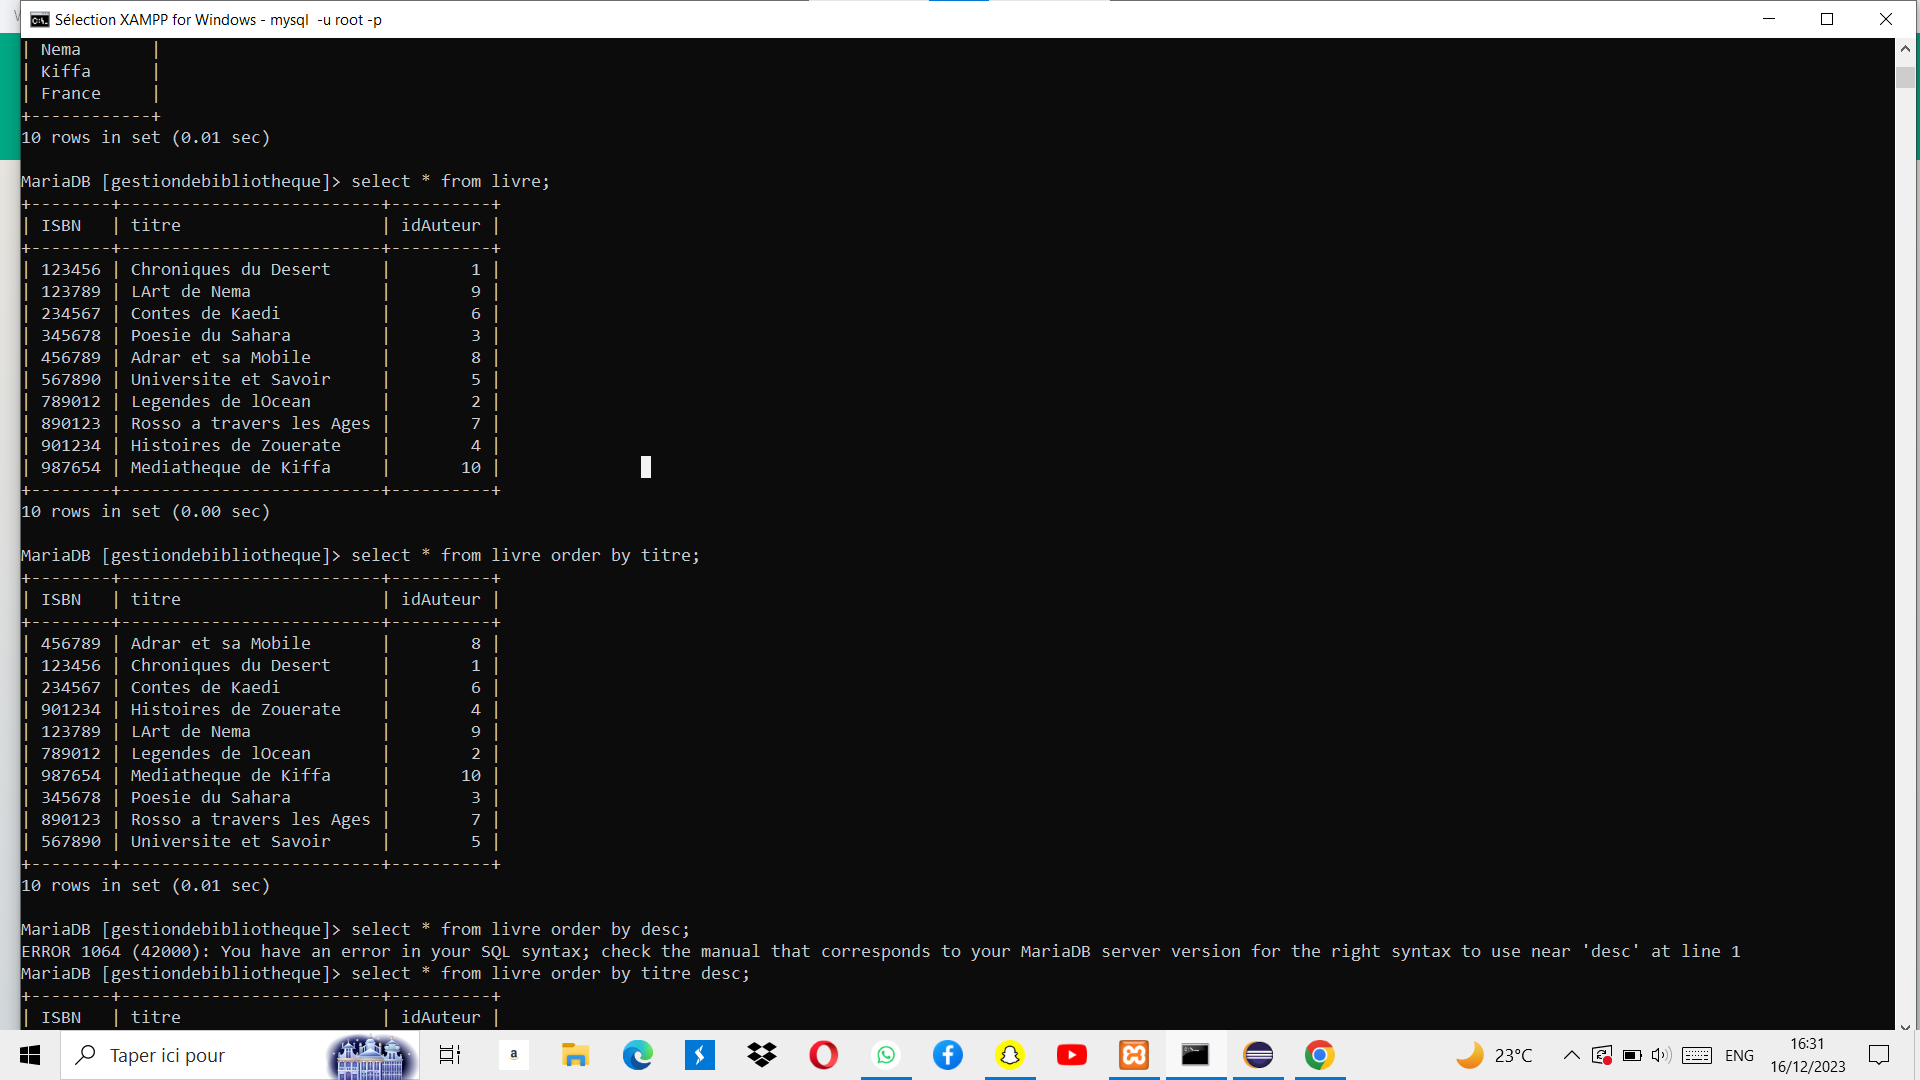 Sélection XAMPP for Windows - mysql  -u root -p
| Nema       |
| Kiffa      |
| France     |
+------------+
10 rows in set (0.01 sec)
MariaDB [gestiondebibliotheque]> select * from livre;
+--------+--------------------------+----------+
| ISBN   | titre                    | idAuteur |
+--------+--------------------------+----------+
| 123456 | Chroniques du Desert     |        1 |
| 123789 | LArt de Nema             |        9 |
| 234567 | Contes de Kaedi          |        6 |
| 345678 | Poesie du Sahara         |        3 |
| 456789 | Adrar et sa Mobile       |        8 |
| 567890 | Universite et Savoir     |        5 |
| 789012 | Legendes de lOcean       |        2 |
| 890123 | Rosso a travers les Ages |        7 |
| 901234 | Histoires de Zouerate    |        4 |
| 987654 | Mediatheque de Kiffa     |       10 |
+--------+--------------------------+----------+
10 rows in set (0.00 sec)
MariaDB [gestiondebibliotheque]> select * from livre order by titre;
+--------+--------------------------+----------+
| ISBN   | titre                    | idAuteur |
+--------+--------------------------+----------+
| 456789 | Adrar et sa Mobile       |        8 |
| 123456 | Chroniques du Desert     |        1 |
| 234567 | Contes de Kaedi          |        6 |
| 901234 | Histoires de Zouerate    |        4 |
| 123789 | LArt de Nema             |        9 |
| 789012 | Legendes de lOcean       |        2 |
| 987654 | Mediatheque de Kiffa     |       10 |
| 345678 | Poesie du Sahara         |        3 |
| 890123 | Rosso a travers les Ages |        7 |
| 567890 | Universite et Savoir     |        5 |
+--------+--------------------------+----------+
10 rows in set (0.01 sec)
MariaDB [gestiondebibliotheque]> select * from livre order by desc;
ERROR 1064 (42000): You have an error in your SQL syntax; check the manual that corresponds to your MariaDB server version for the right syntax to use near 'desc' at line 1
MariaDB [gestiondebibliotheque]> select * from livre order by titre desc;
+--------+--------------------------+----------+
| ISBN   | titre                    | idAuteur |
Taper ici pour
a
23°C
ENG
16:31
16/12/2023